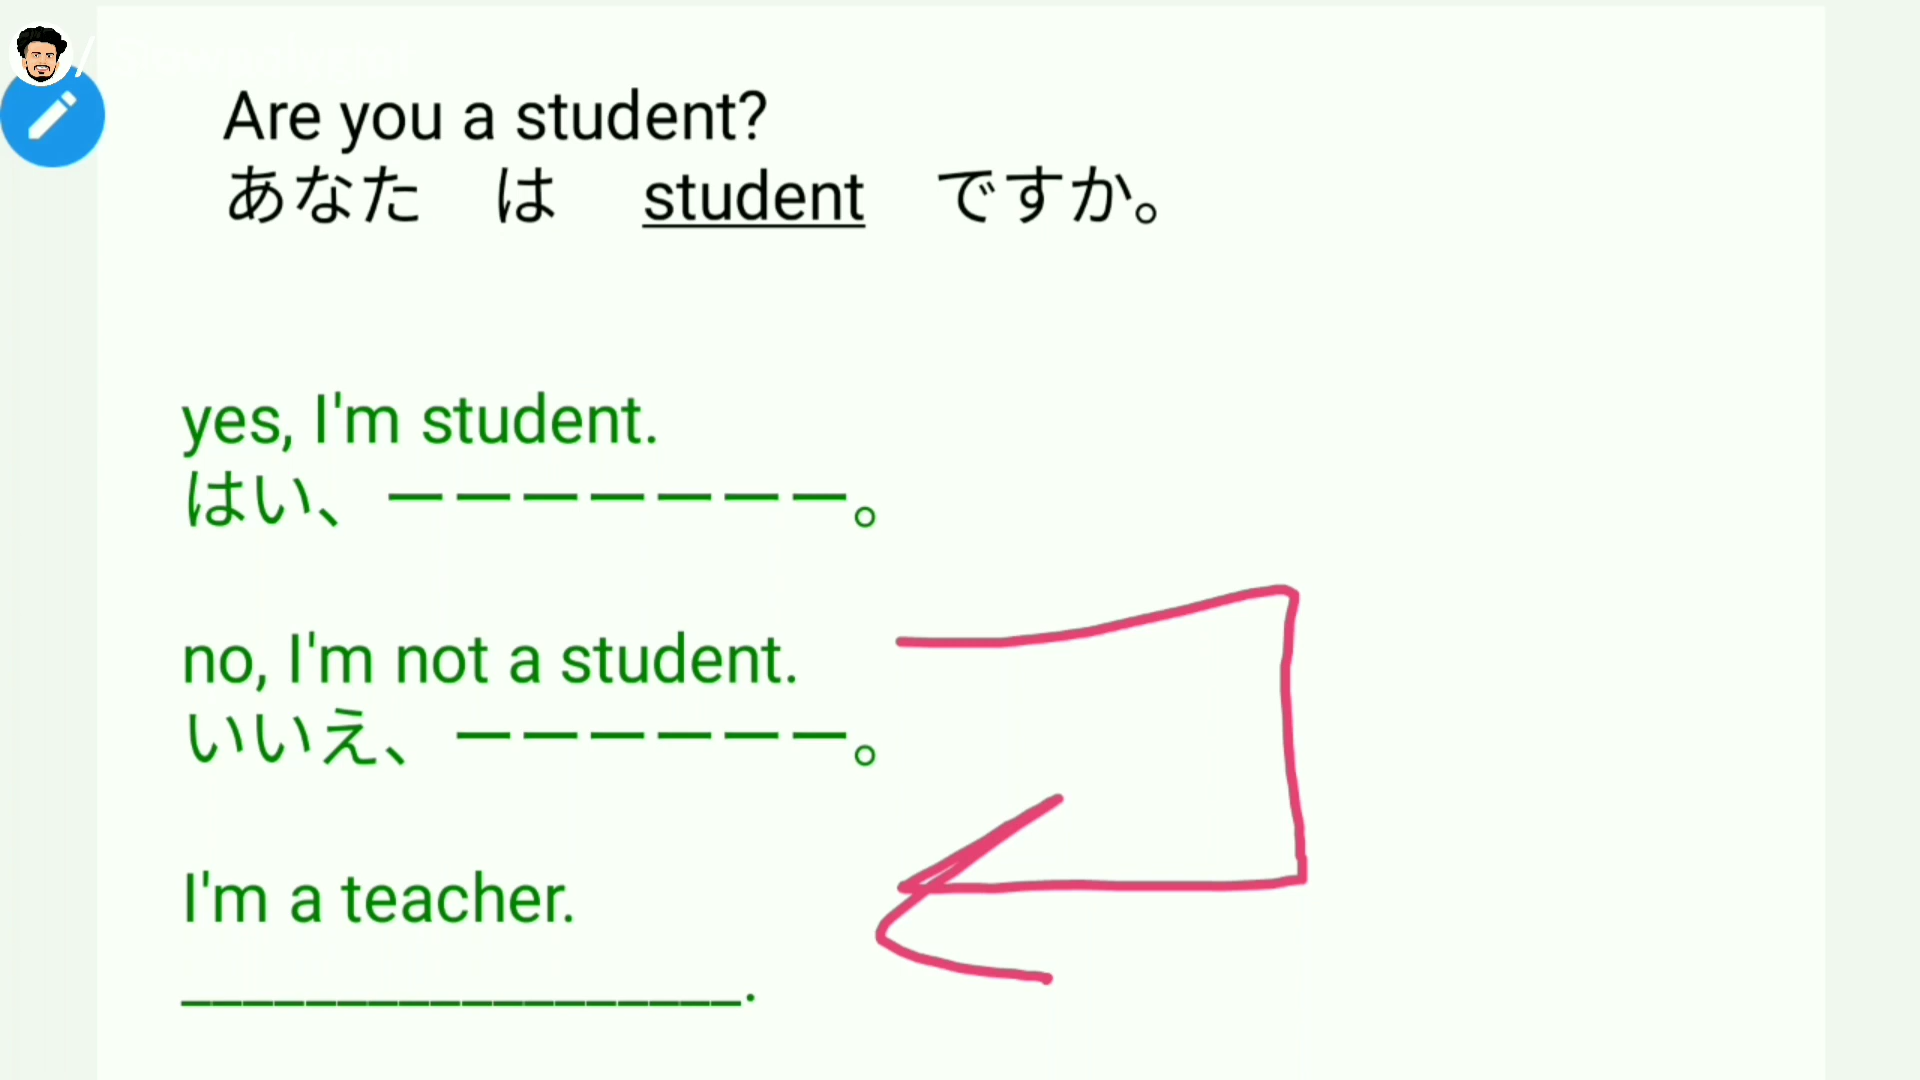 Are you a student?
あなた　は　student　ですか。
yes, I'm student.
はい、ーーーーーーー。
no, I'm not a student.
いいえ、ーーーーーー。
I'm a teacher.
__________________.